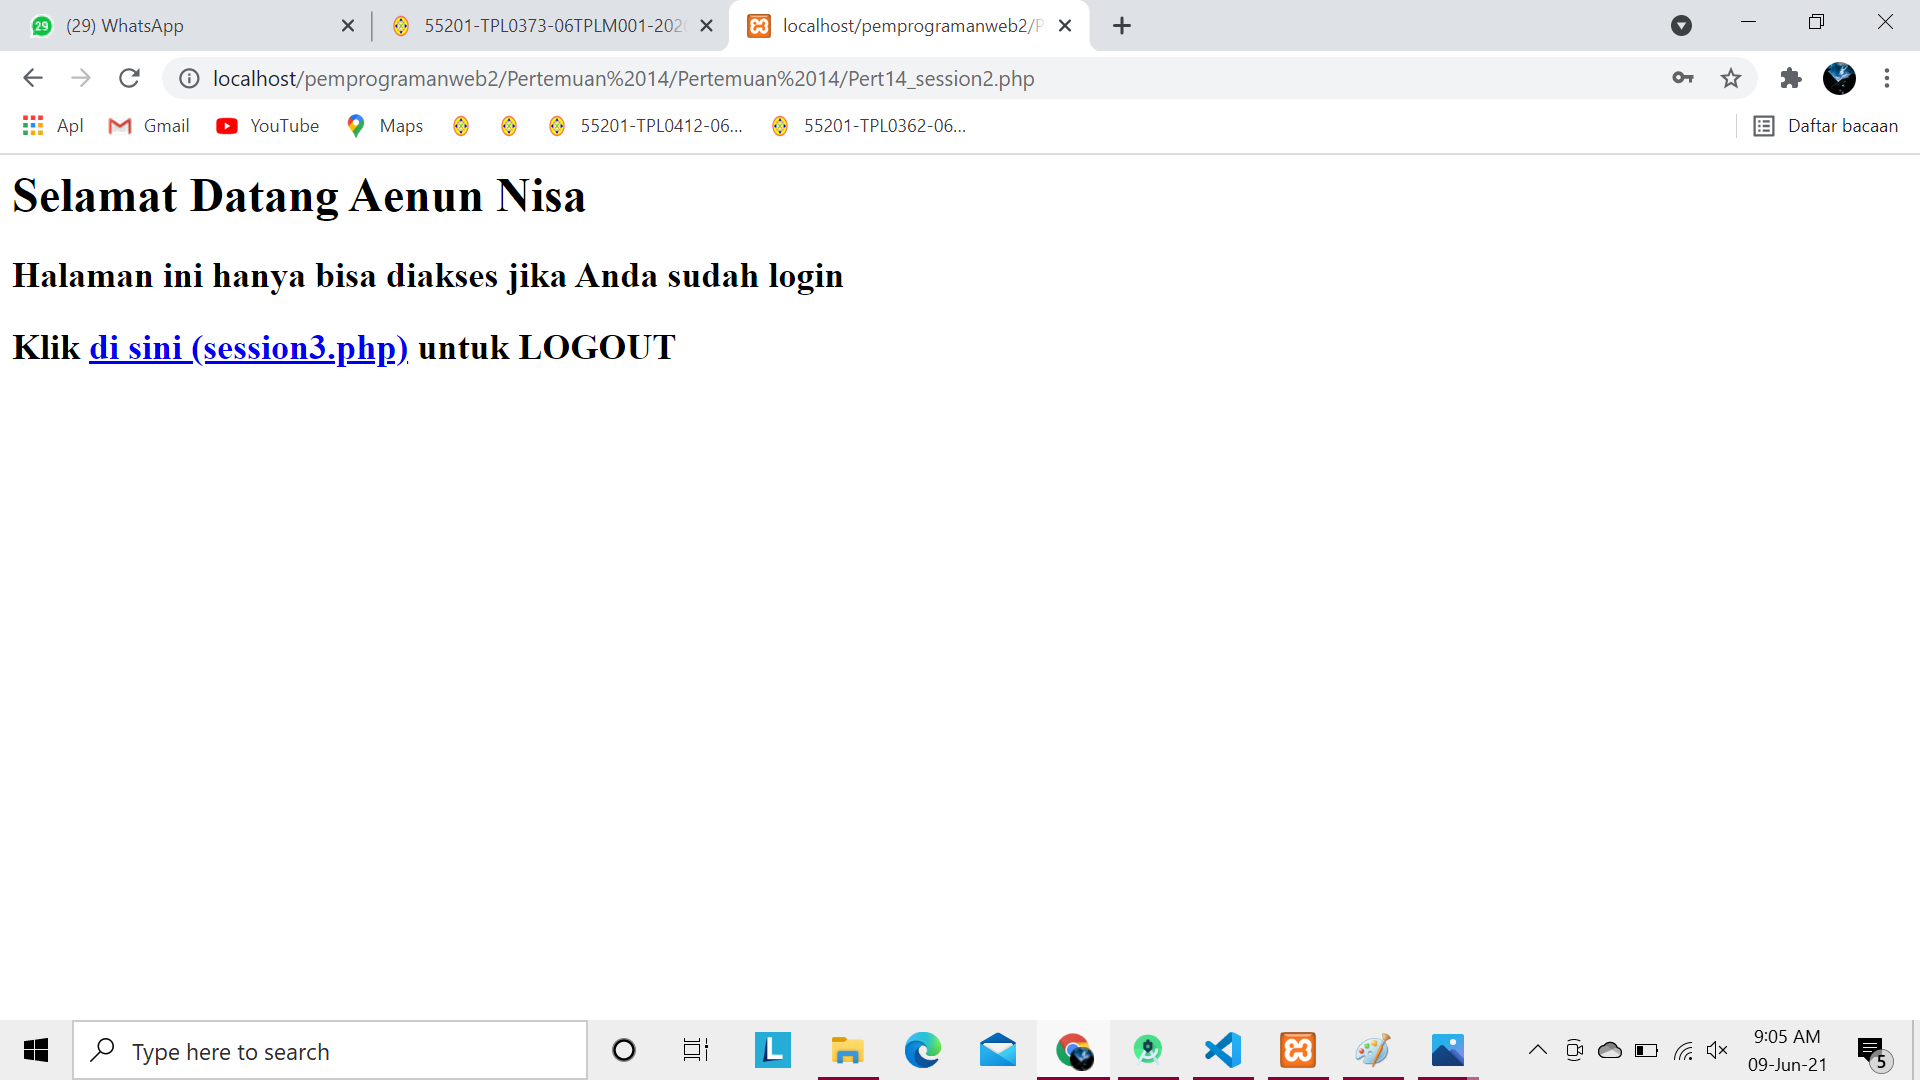 (29) WhatsApp
55201-TPL0373-06TPLM001-202
localhost/pemprogramanweb2/P
localhost/pemprogramanweb2/Pertemuan%2014/Pertemuan%2014/Pert14_session2.php
Apl
Gmail
YouTube
Maps
55201-TPL0412-06...
55201-TPL0362-06...
Daftar bacaan
Selamat Datang Aenun Nisa
Halaman ini hanya bisa diakses jika Anda sudah login
Klik di sini (session3.php) untuk LOGOUT
Type here to search
9:05 AM
09-Jun-21
5